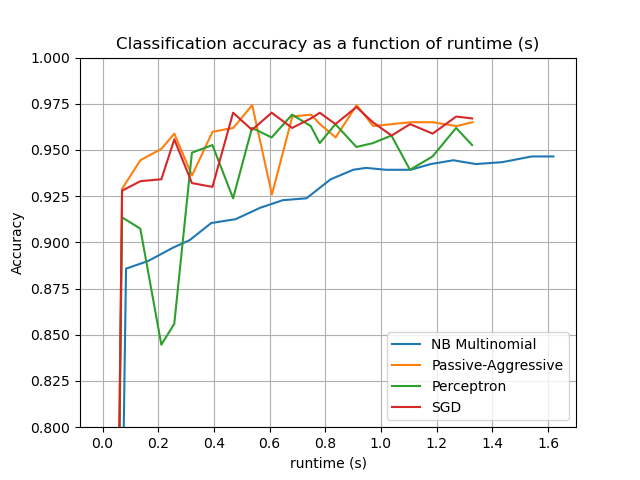 Classification accuracy as a function of runtime (s)
1.000
0.975
0.950
0.925
0.900
0.875
0.850
0.825
0.800
Accuracy
NB Multinomial
Passive-Aggressive
Perceptron
SGD
0.0 0.2 0.4 0.6 0.8 1.0 1.2 1.4 1.6
runtime (s)